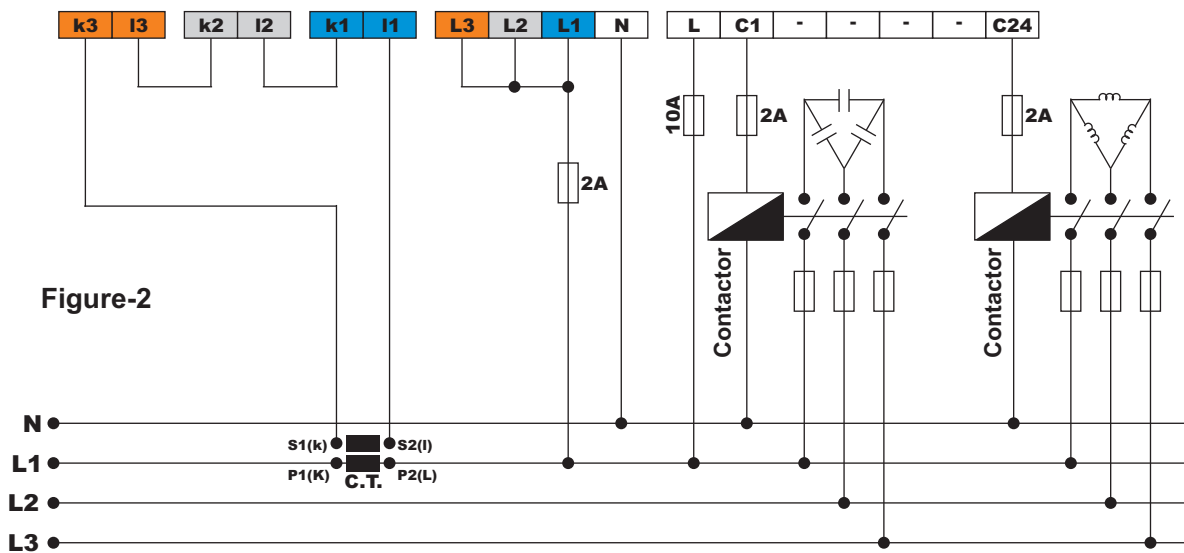 k3 l3 k2 l2 k1 l1 L3 L2 L1 N L C1 - - - - C24
10A
2A
2A
2A
Contactor
Contactor
Figure-2
N
S1(k) S2(l)
L1
P1(K) C.T. P2(L)
L2
L3